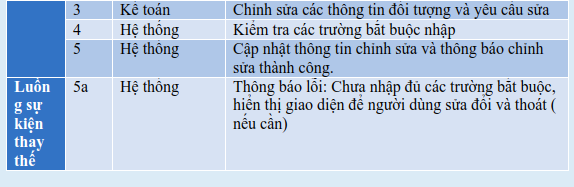 3 Kế toán Chỉnh sửa các thông tin đối tượng và yêu cầu sửa
4 Hệ thống Kiểm tra các trường bắt buộc nhập
5 Hệ thống Cập nhật thông tin chỉnh sửa và thông báo chỉnh
sửa thành công.
Luồn
g sự
kiện
thay
thế
5a Hệ thống Thông báo lỗi: Chưa nhập đủ các trường bắt buộc,
hiển thị giao diện để người dùng sửa đổi và thoát (
nếu cần)